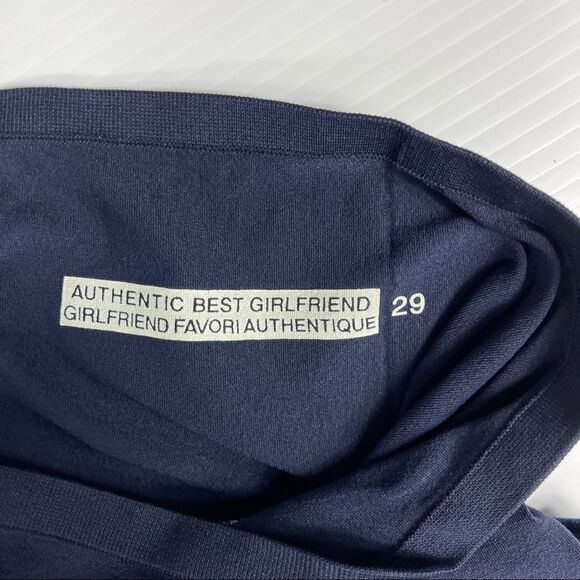 AUTHENTIC BEST GIRLFRIEND
GIRLFRIEND FAVORI AUTHENTIQUE
29